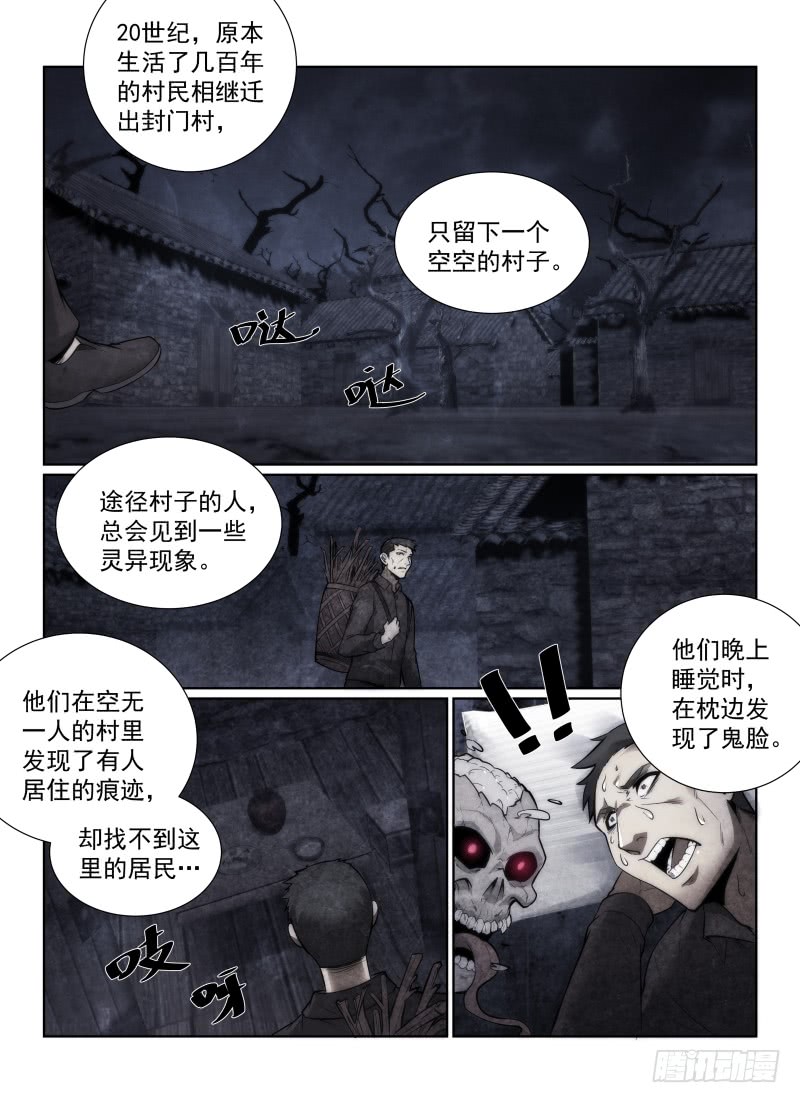 20世纪，原本
生活了几百年
的村民相继迁
出封门村，
只留下一个
空空的村子。
哒
哒
途径村子的人，
总会见到一些
灵异现象。
他们在空无
一人的村里
发现了有人
居住的痕迹，
却找不到这
里的居民…
吱
呀
他们晚上
睡觉时，
在枕边发
现了鬼脸。
!!
腾讯动漫